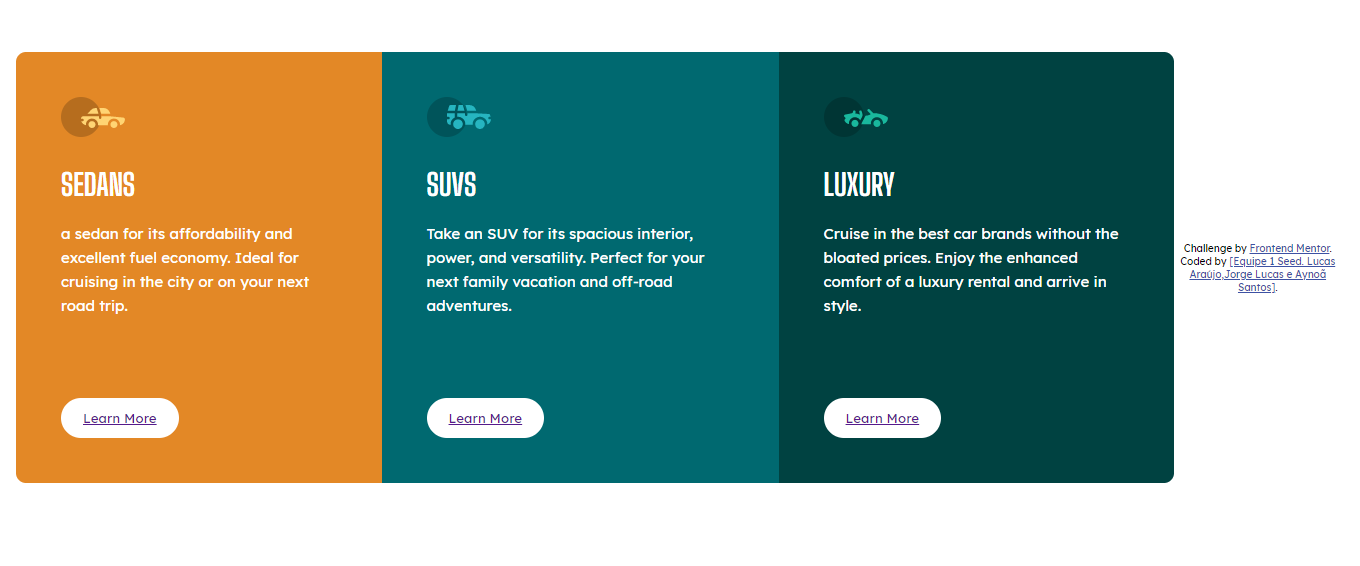 SEDANS
a sedan for its affordability and
excellent fuel economy. Ideal for
cruising in the city or on your next
road trip.
Learn More
SUVS
Take an SUV for its spacious interior,
power, and versatility. Perfect for your
next family vacation and off-road
adventures.
Learn More
LUXURY
Cruise in the best car brands without the
bloated prices. Enjoy the enhanced
comfort of a luxury rental and arrive in
style.
Learn More
Challenge by Frontend Mentor.
Coded by [Equipe 1 Seed. Lucas
Araújo,Jorge Lucas e Aynoã
Santos].